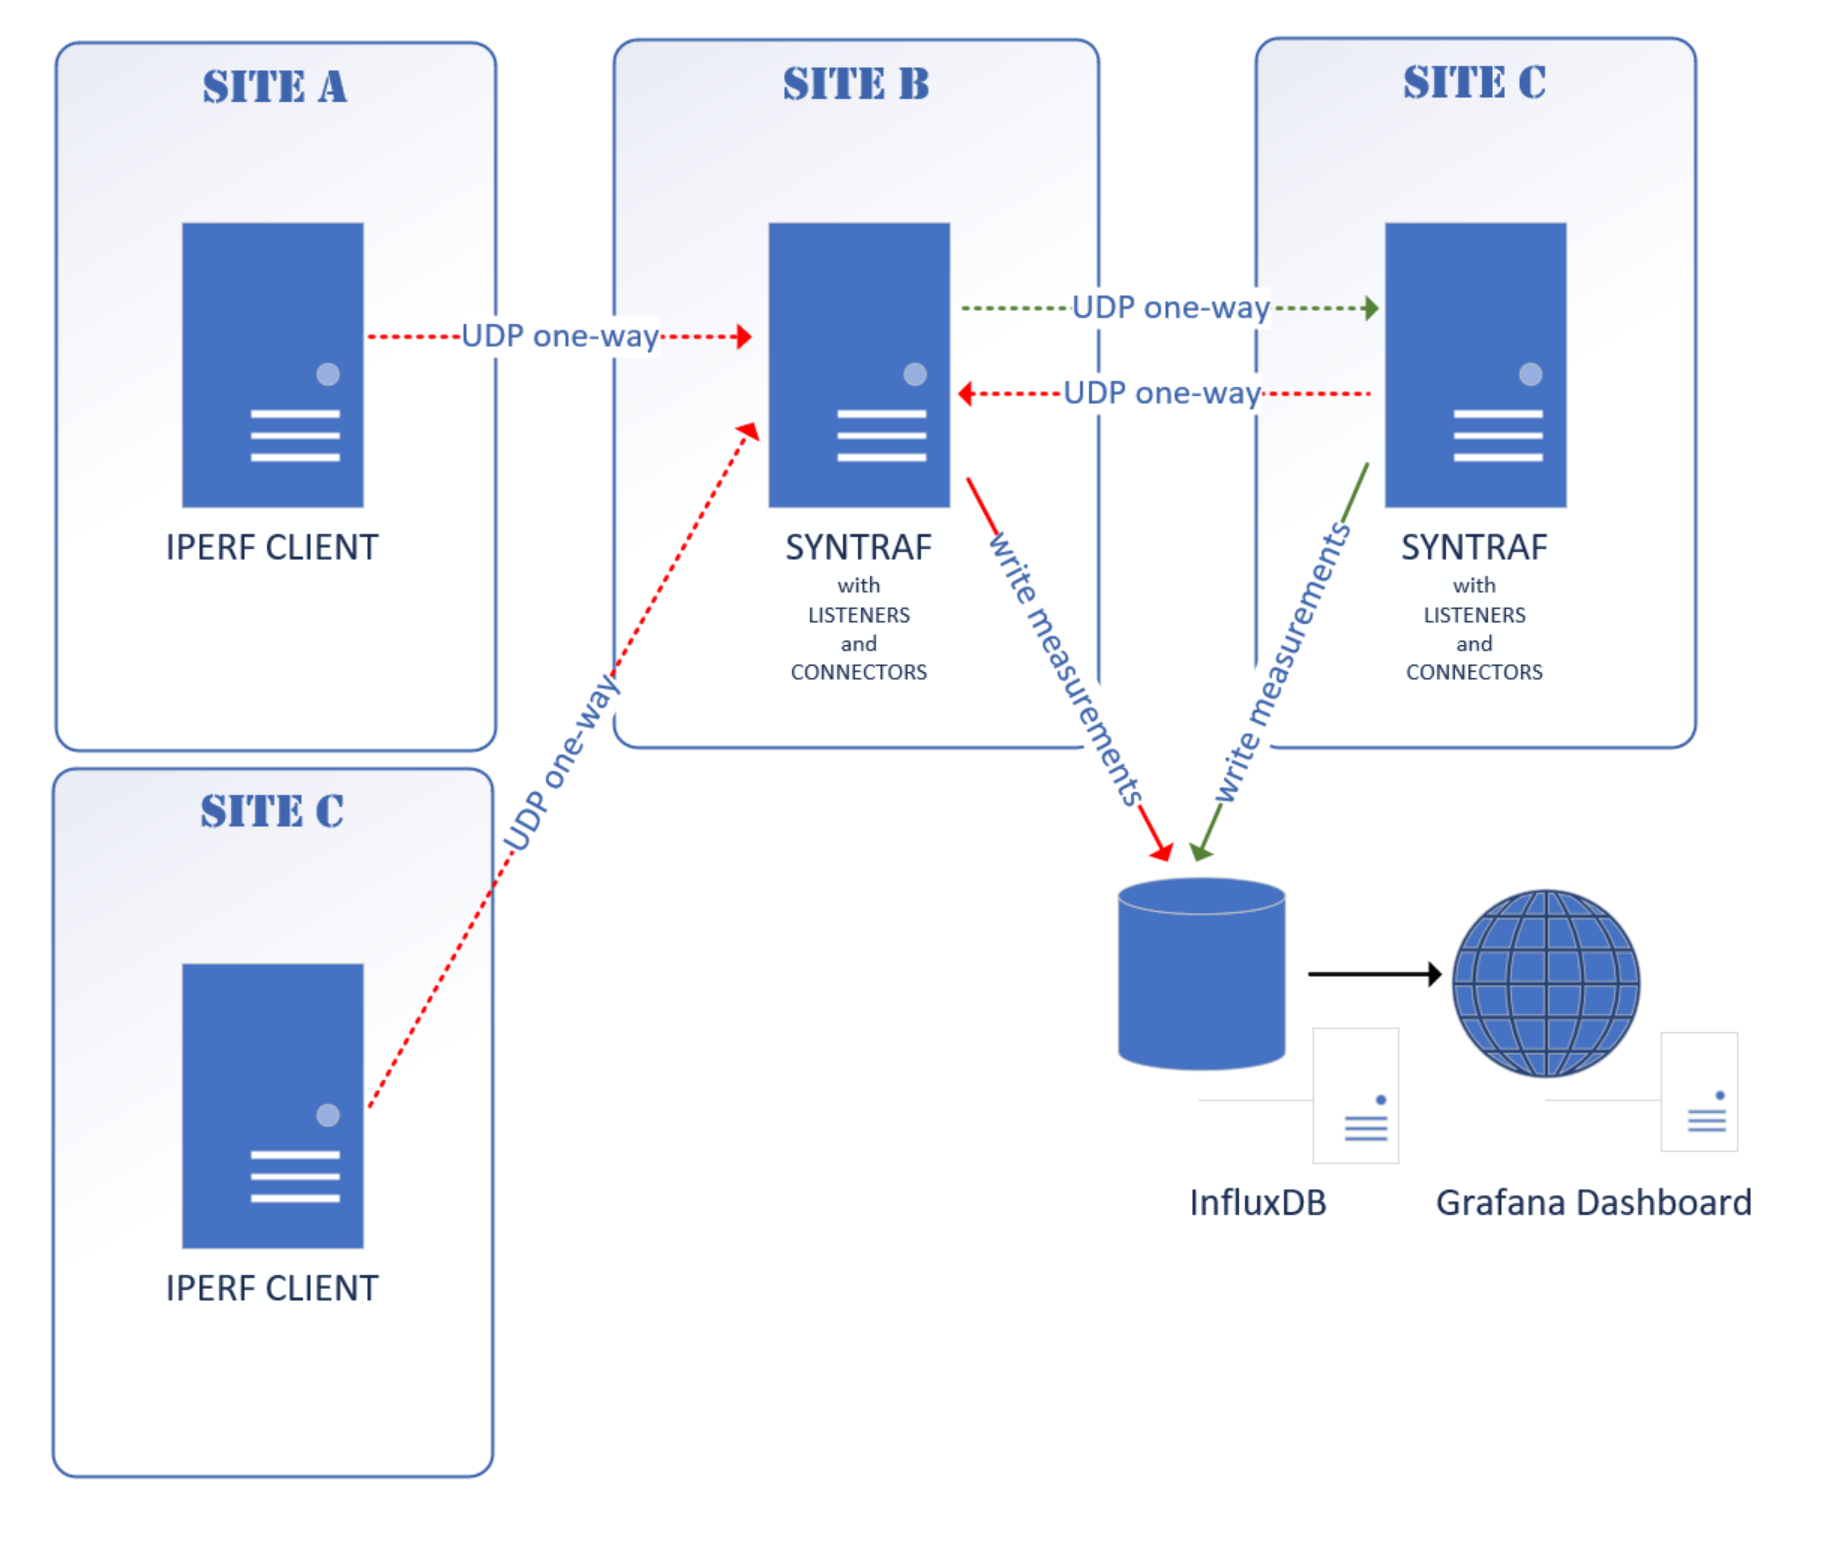 SITE A
SITE B
SITE C
UDP one-way
UDP one-way
UDP one-way
IPERF CLIENT
SYNTRAF
with
LISTENERS
and
CONNECTORS
SYNTRAF
with
LISTENERS
and
CONNECTORS
write measurements
write measurements
UDP one-way
SITE C
IPERF CLIENT
InfluxDB
Grafana Dashboard